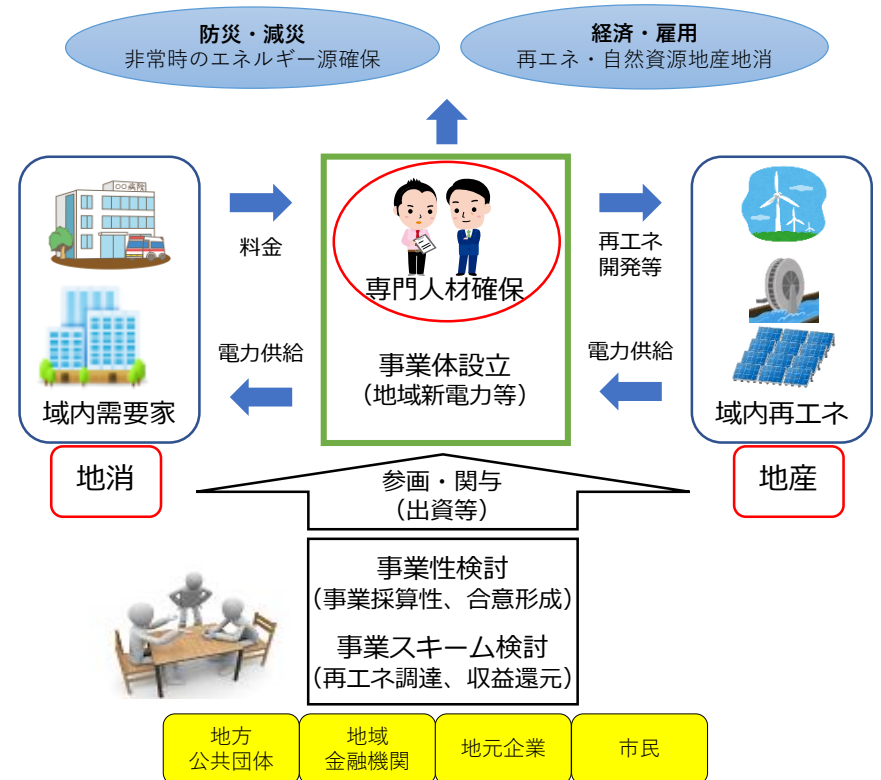 防災・減災
非常時のエネルギー源確保
経済・雇用
再エネ・自然資源地産地消
○○病院
料金
専門人材確保
再エネ
開発等
電力供給
事業体設立
(地域新電力等)
電力供給
域内需要家
域内再エネ
地消
地産
参画・関与
(出資等)
事業性検討
(事業採算性、合意形成)
事業スキーム検討
(再エネ調達、収益還元)
地方
公共団体
地域
金融機関
地元企業
市民